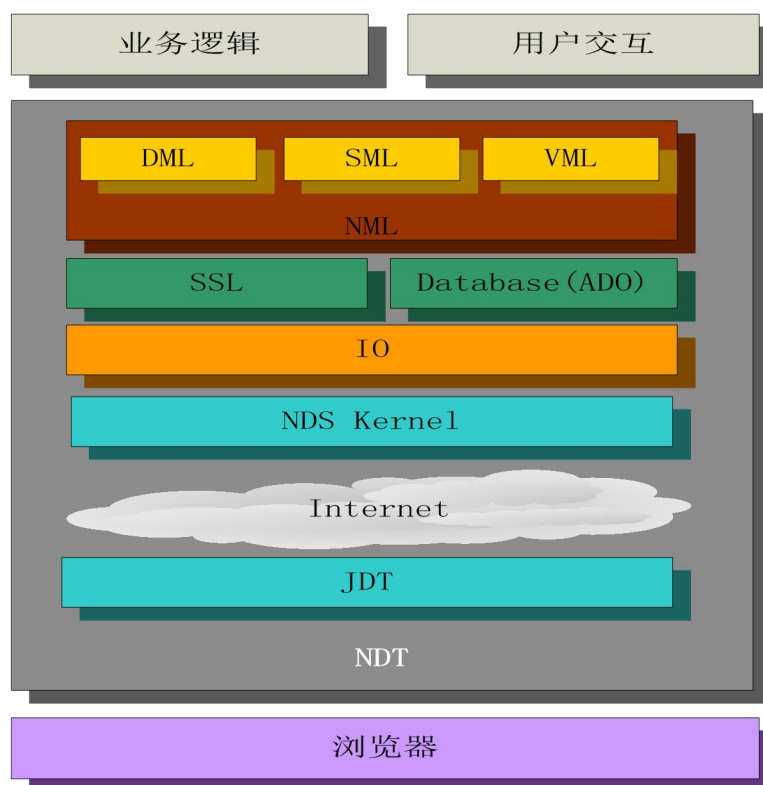 业务逻辑
用户交互
DML
SML
VML
NML
SSL
Database(ADO)
IO
NDS Kernel
Internet
JDT
NDT
浏览器